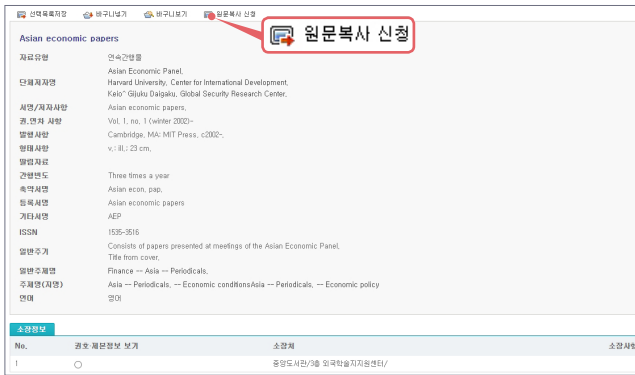 선택목록저장 바구니넣기 바구니보기 원문복사 신청
원문복사 신청
Asian economic papers
자료유형 연속간행물
단체저자명 Asian Economic Panel,
Harvard University, Center for International Development,
Keio^ Gijuku Daigaku, Global Security Research Center,
서명/저자사항 Asian economic papers,
권.연차 사항 Vol, 1, no, 1 (winter 2002)-
발행사항 Cambridge, MA: MIT Press, c2002-,
형태사항 v,: ill,; 23 cm,
딸림자료
간행빈도 Three times a year
축약서명 Asian econ, pap,
등록서명 Asian economic papers
기타서명 AEP
ISSN 1535-3516
일반주기 Consists of papers presented at meetings of the Asian Economic Panel,
Title from cover,
일반주제명 Finance -- Asia -- Periodicals,
주제명(지명) Asia -- Periodicals, -- Economic conditionsAsia -- Periodicals, -- Economic policy
언어 영어
소장정보
No. 권호·제본정보 보기 소장처 소장사항
1 중앙도서관/3층 외국학술지지원센터/